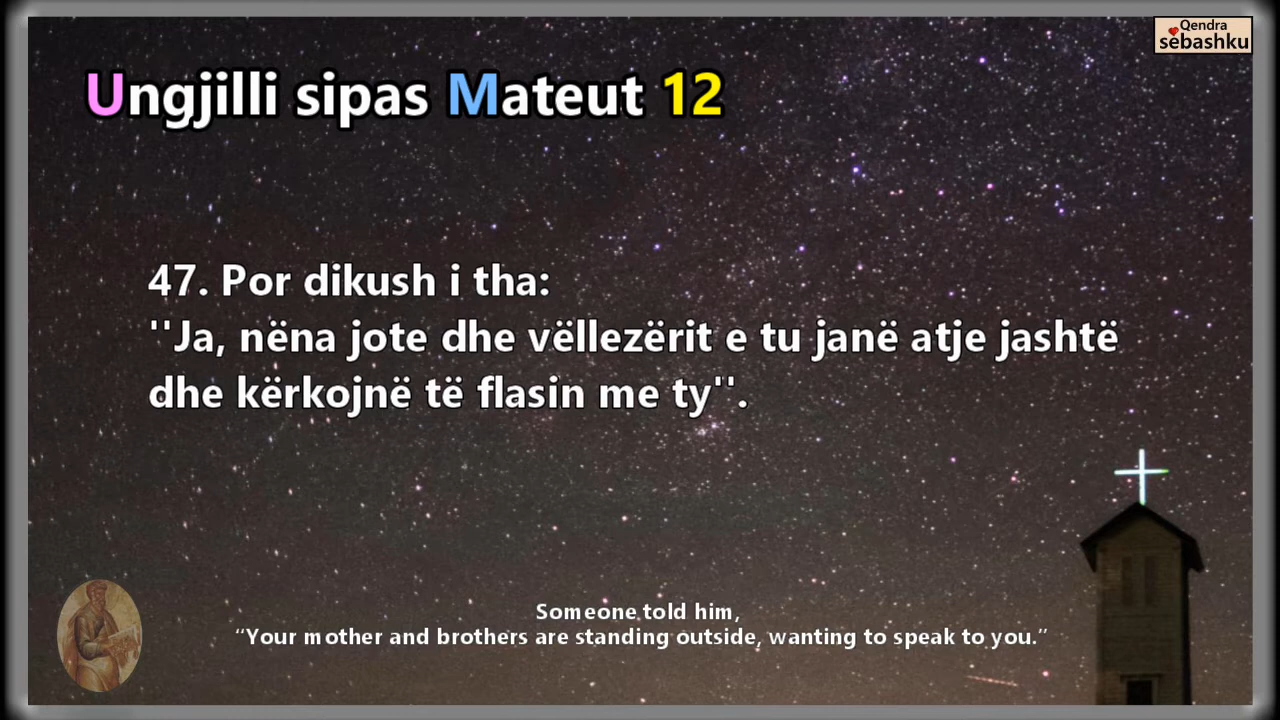 Qendra
sebashku
Ungjilli sipas Mateut 12
47. Por dikush i tha:
''Ja, nëna jote dhe vëllezërit e tu janë atje jashtë
dhe kërkojnë të flasin me ty''.
Someone told him,
“Your mother and brothers are standing outside, wanting to speak to you.”